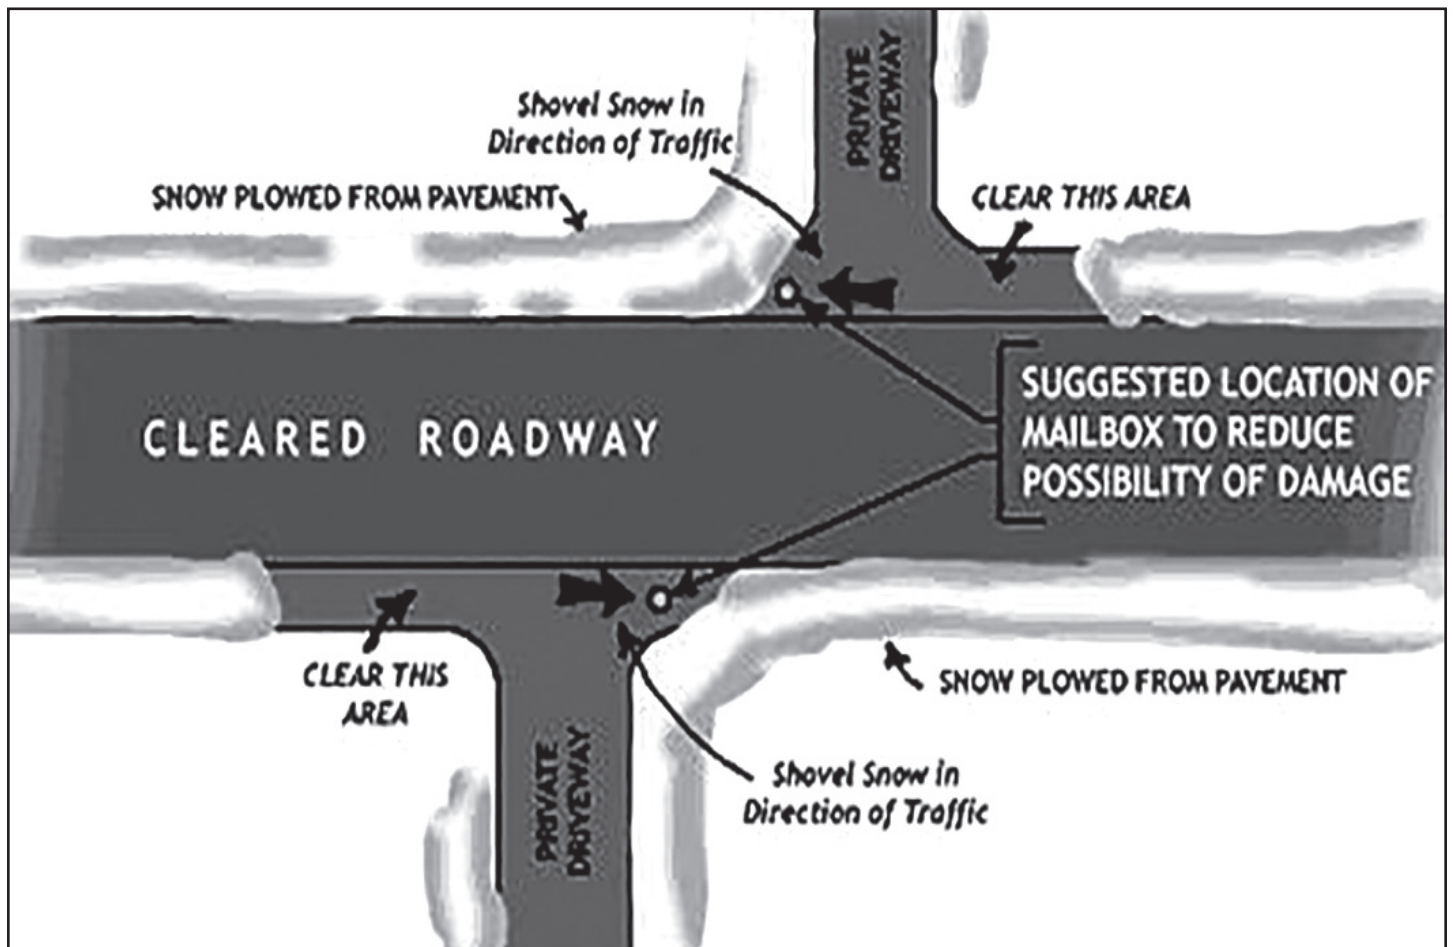 PRIVATE
DRIVEWAY
Shovel Snow in
Direction of Traffic
SNOW PLOWED FROM PAVEMENT
CLEAR THIS AREA
CLEARED ROADWAY
SUGGESTED LOCATION OF
MAILBOX TO REDUCE
POSSIBILITY OF DAMAGE
CLEAR THIS
AREA
SNOW PLOWED FROM PAVEMENT
PRIVATE
DRIVEWAY
Shovel Snow in
Direction of Traffic